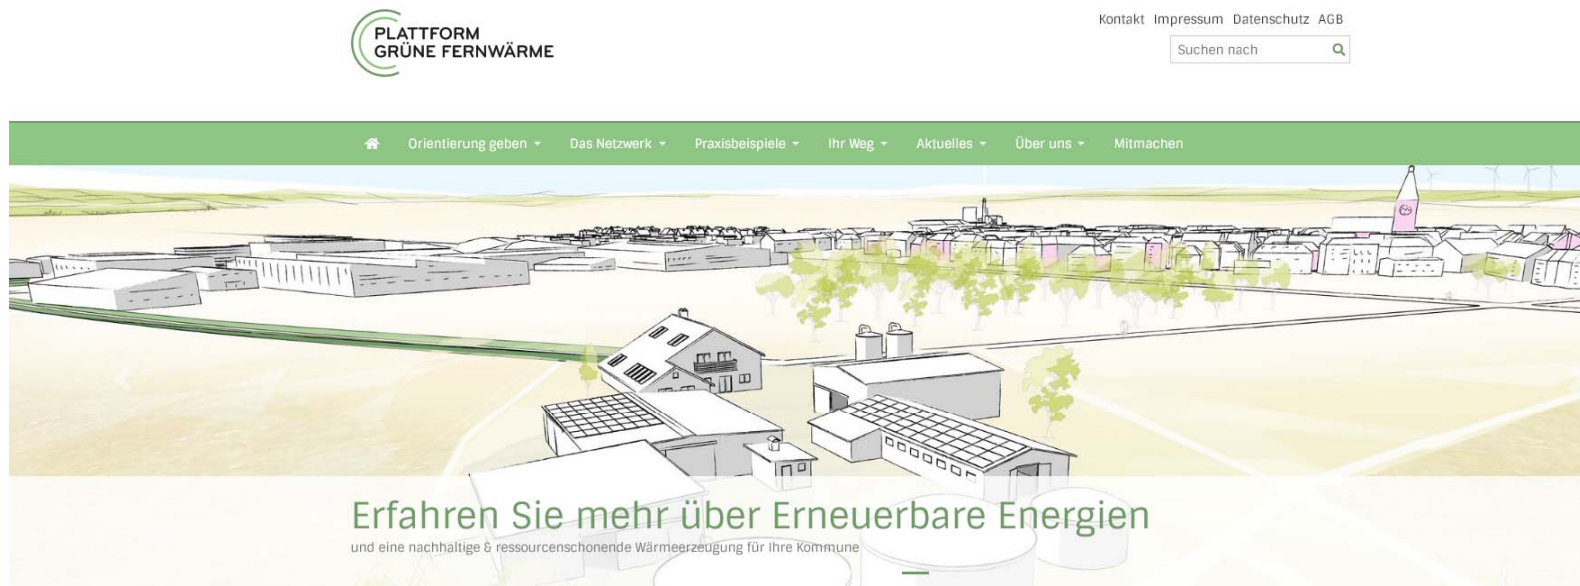 PLATTFORM
GRÜNE FERNWÄRME
Kontakt Impressum Datenschutz AGB
Suchen nach
Orientierung geben Das Netzwerk Praxisbeispiele Ihr Weg Aktuelles Über uns Mitmachen
Erfahren Sie mehr über Erneuerbare Energien
und eine nachhaltige & ressourcenschonende Wärmeerzeugung für Ihre Kommune